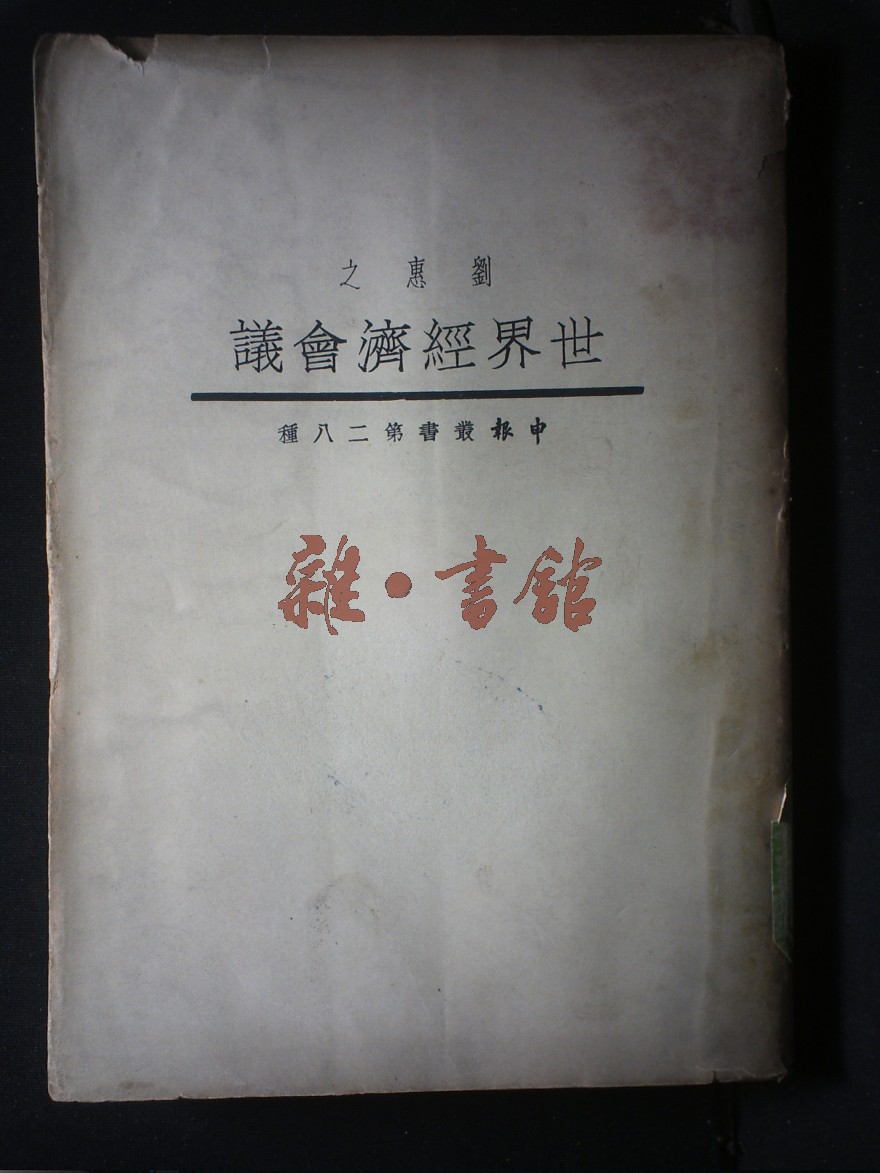 劉惠之
世界經濟會議
申報叢書第二八種
雜·書館